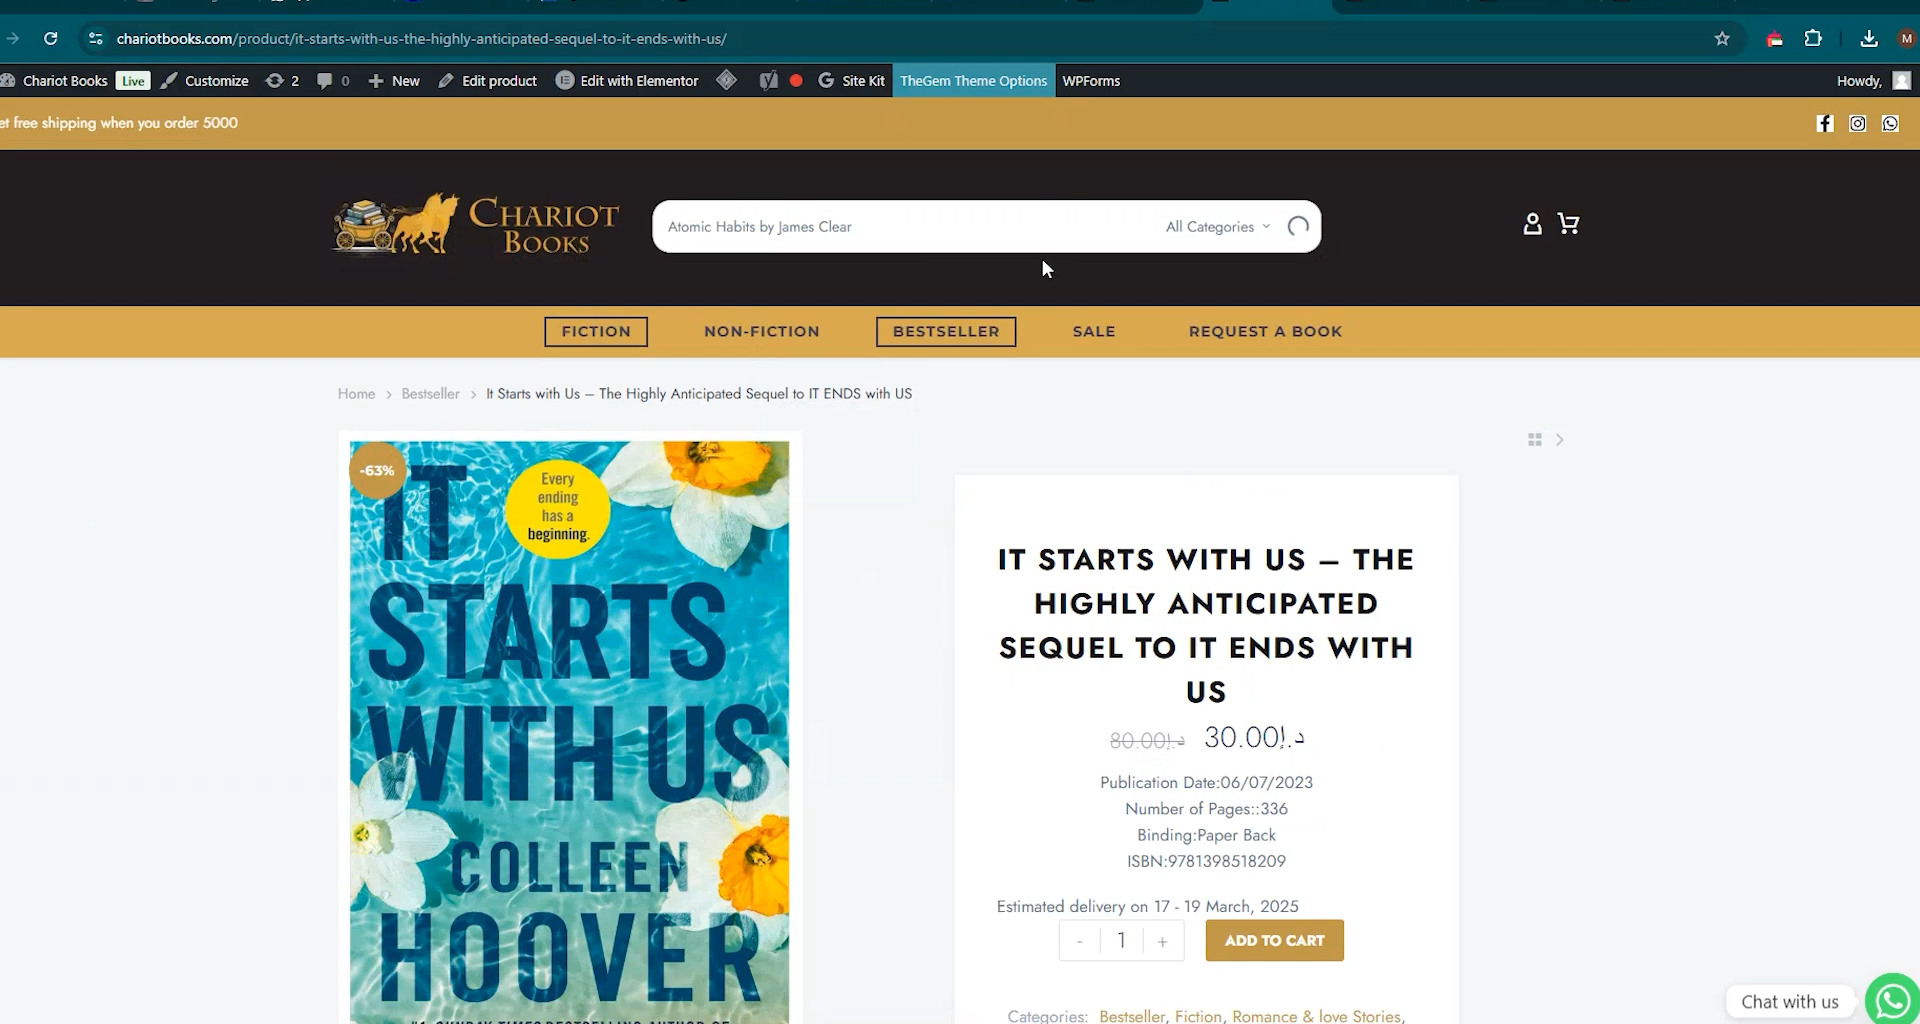 chariotbooks.com/product/it-starts-with-us-the-highly-anticipated-sequel-to-it-ends-with-us/
M
Chariot Books Live Customize 2 0 New Edit product Edit with Elementor Site Kit TheGem Theme Options WPForms Howdy,
et free shipping when you order 5000
CHARIOT
BOOKS
Atomic Habits by James Clear All Categories
FICTION NON-FICTION BESTSELLER SALE REQUEST A BOOK
Home > Bestseller > It Starts with Us – The Highly Anticipated Sequel to IT ENDS with US
-63%
Every
ending
has a
beginning.
IT
STARTS
WITH US
COLLEEN
HOOVER
IT STARTS WITH US – THE
HIGHLY ANTICIPATED
SEQUEL TO IT ENDS WITH
US
80.00د.إ 30.00د.إ
Publication Date:06/07/2023
Number of Pages::336
Binding:Paper Back
ISBN:9781398518209
Estimated delivery on 17 - 19 March, 2025
- 1 + ADD TO CART
Chat with us
Categories: Bestseller, Fiction, Romance & love Stories,
#1 SUNDAY TIMES BESTSELLING AUTHOR OF